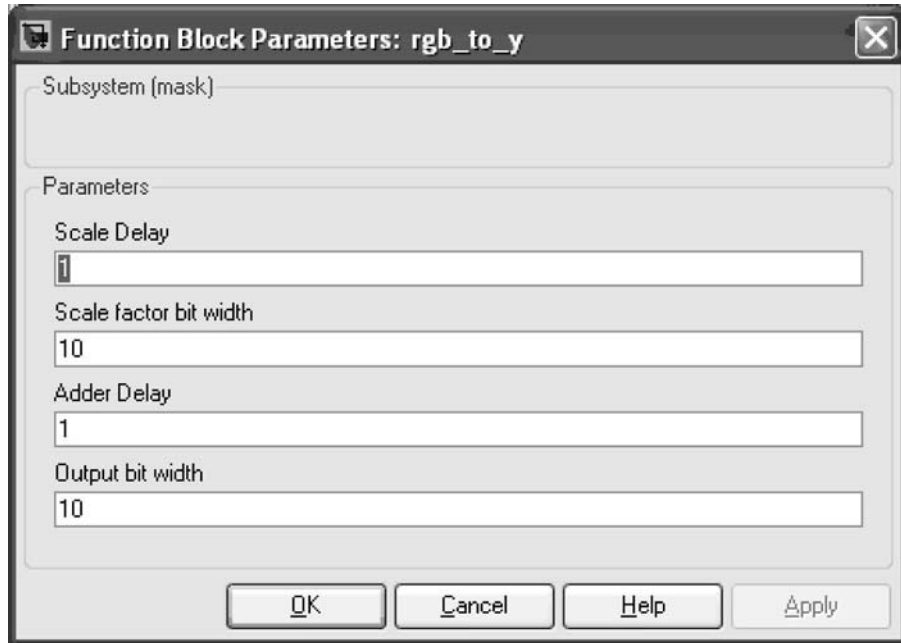 Function Block Parameters: rgb_to_y
Subsystem (mask)
Parameters
Scale Delay
1
Scale factor bit width
10
Adder Delay
1
Output bit width
10
OK Cancel Help Apply